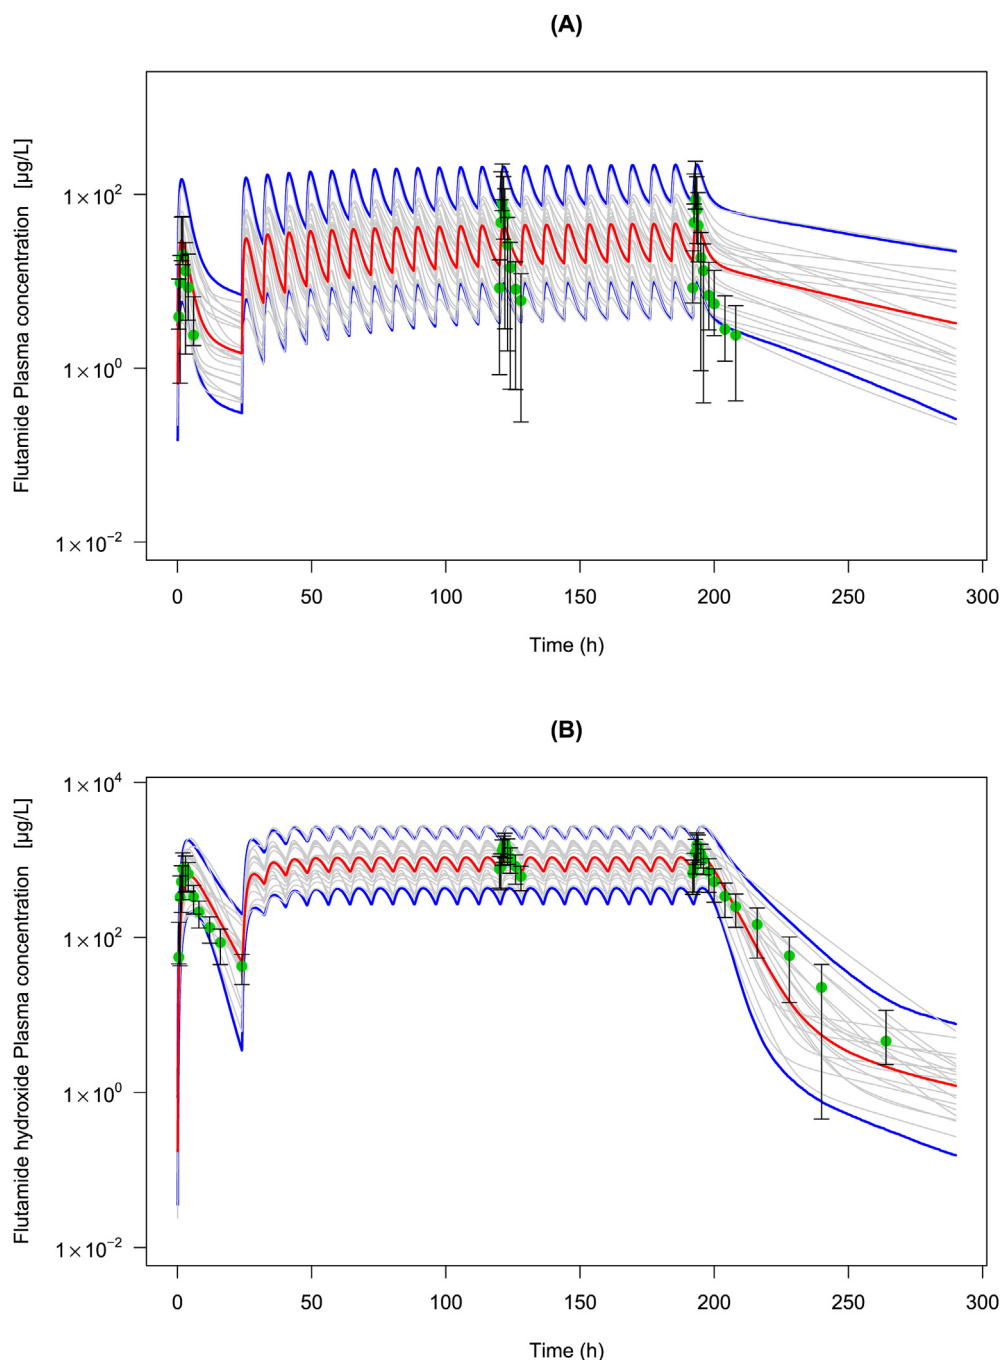 (A)
Flutamide Plasma concentration [µg/L]
1×10²
1×10⁰
1×10⁻²
0 50 100 150 200 250 300
Time (h)
(B)
Flutamide hydroxide Plasma concentration [µg/L]
1×10⁴
1×10²
1×10⁰
1×10⁻²
0 50 100 150 200 250 300
Time (h)